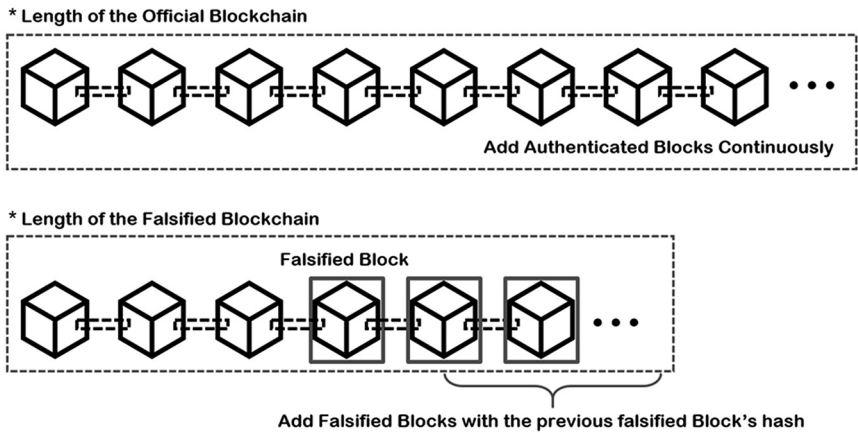 * Length of the Official Blockchain
Add Authenticated Blocks Continuously
* Length of the Falsified Blockchain
Falsified Block
Add Falsified Blocks with the previous falsified Block's hash